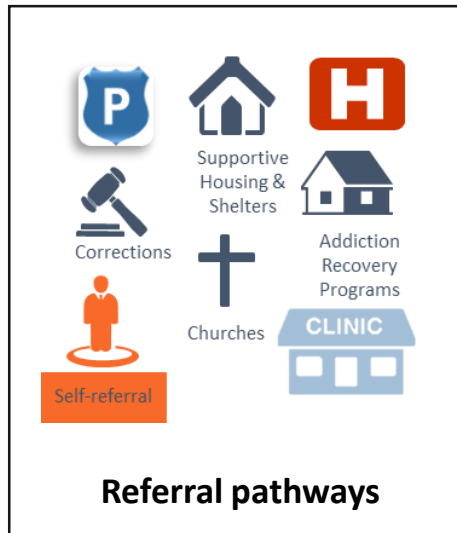 P
H
Supportive
Housing &
Shelters
Corrections
Addiction
Recovery
Programs
Churches
CLINIC
Self-referral
Referral pathways